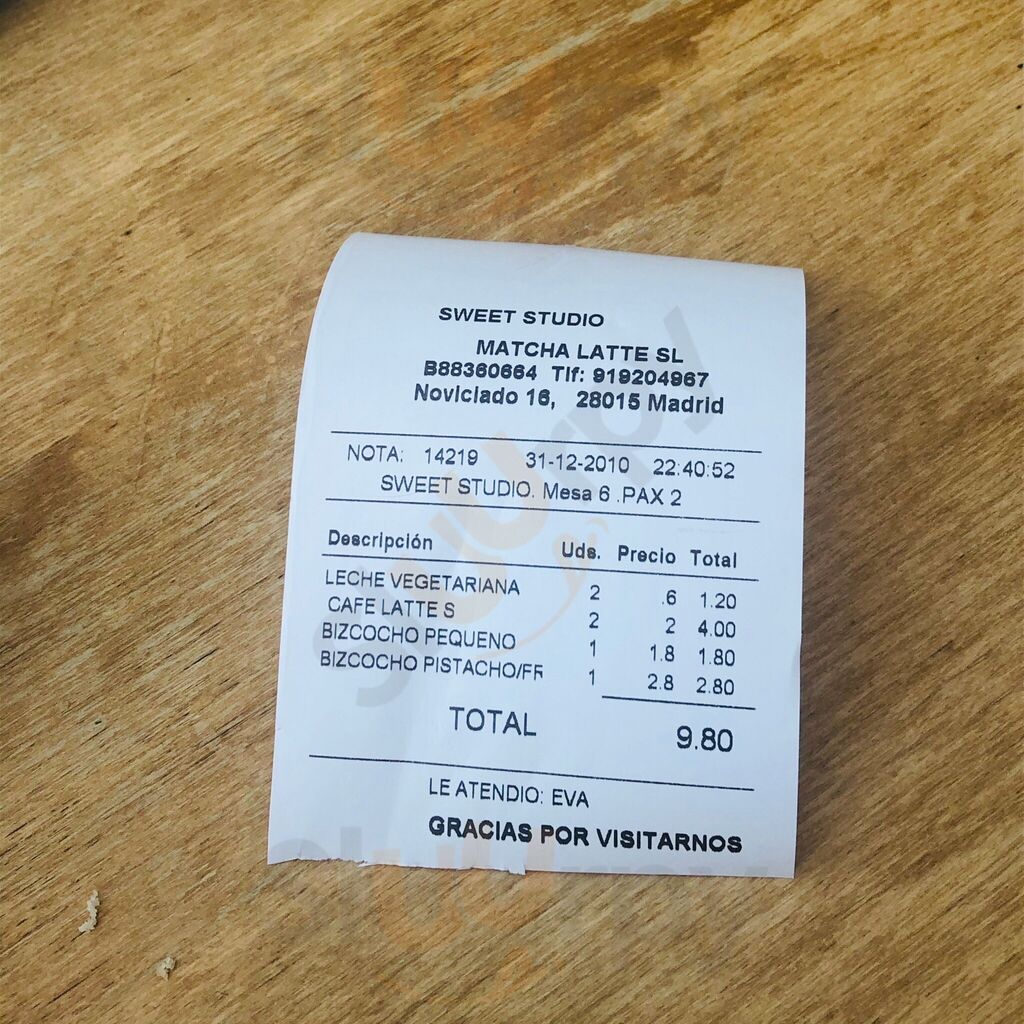 SWEET STUDIO
MATCHA LATTE SL
B88360664 Tlf: 919204967
Noviciado 16, 28015 Madrid
NOTA: 14219 31-12-2010 22:40:52
SWEET STUDIO. Mesa 6 .PAX 2
Descripción Uds. Precio Total
LECHE VEGETARIANA 2 .6 1.20
CAFE LATTE S 2 2 4.00
BIZCOCHO PEQUENO 1 1.8 1.80
BIZCOCHO PISTACHO/FR 1 2.8 2.80
TOTAL 9.80
LE ATENDIO: EVA
GRACIAS POR VISITARNOS
sluurpy
sluurpy